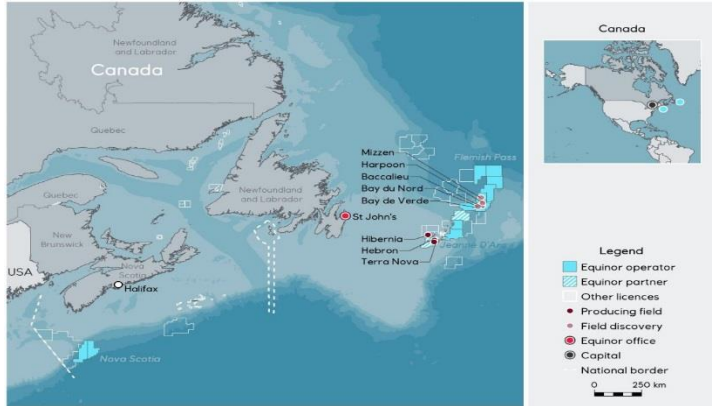 Newfoundland
and Labrador
Canada
Quebec
Quebec
New
Brunswick
USA
Nova
Scotia
Halifax
Nova Scotia
Newfoundland
and Labrador
St John's
Mizzen
Harpoon
Baccalieu
Bay du Nord
Bay de Verde
Flemish Pass
Hibernia
Hebron
Terra Nova
Jeanne D'Arc
Canada
Legend
Equinor operator
Equinor partner
Other licences
Producing field
Field discovery
Equinor office
Capital
National border
0
250 km